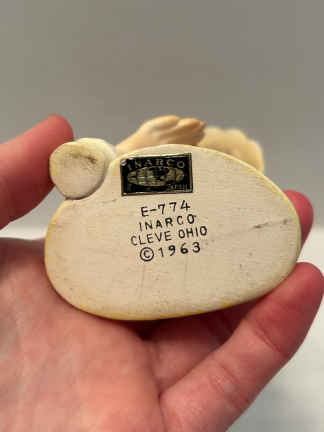 INARCO
JAPAN
E-774
INARCO
CLEVE OHIO
©1963